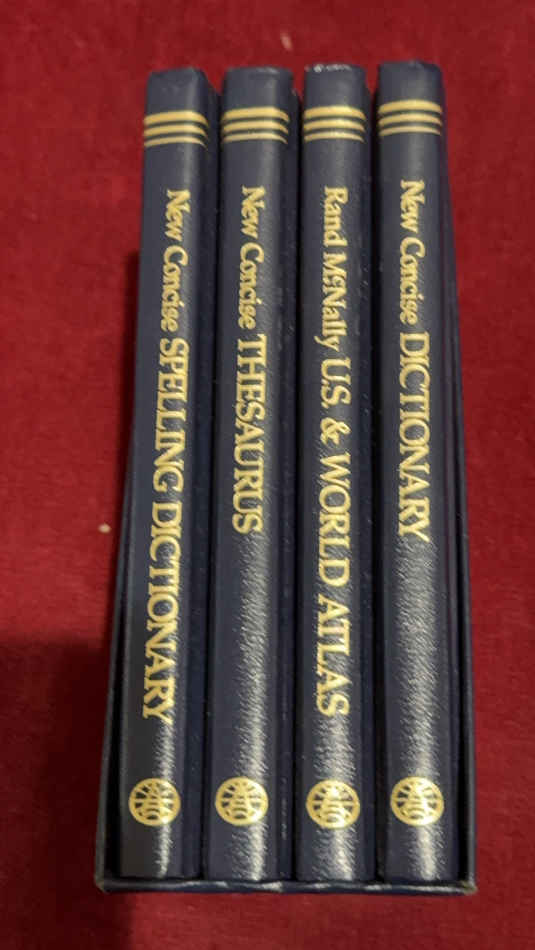 New Concise SPELLING DICTIONARY
New Concise THESAURUS
Rand McNally U.S. & WORLD ATLAS
New Concise DICTIONARY